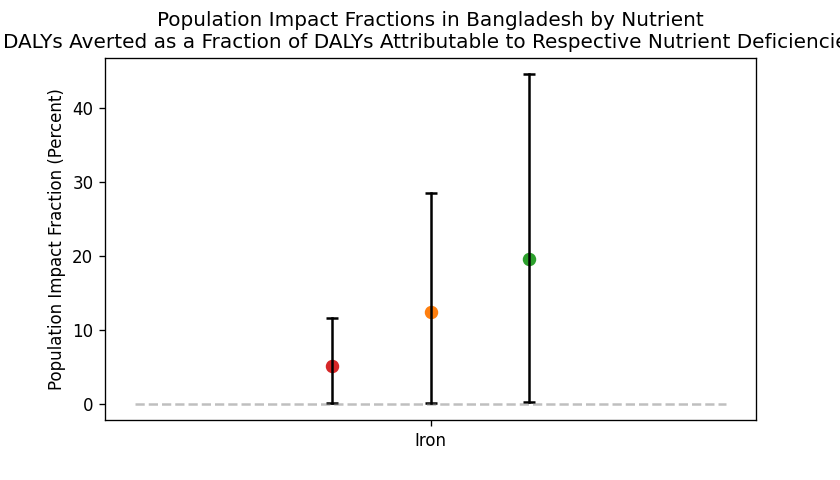 Population Impact Fractions in Bangladesh by Nutrient
DALYs Averted as a Fraction of DALYs Attributable to Respective Nutrient
Population Impact Fraction (Percent)
40
30
20
10
0
Iron